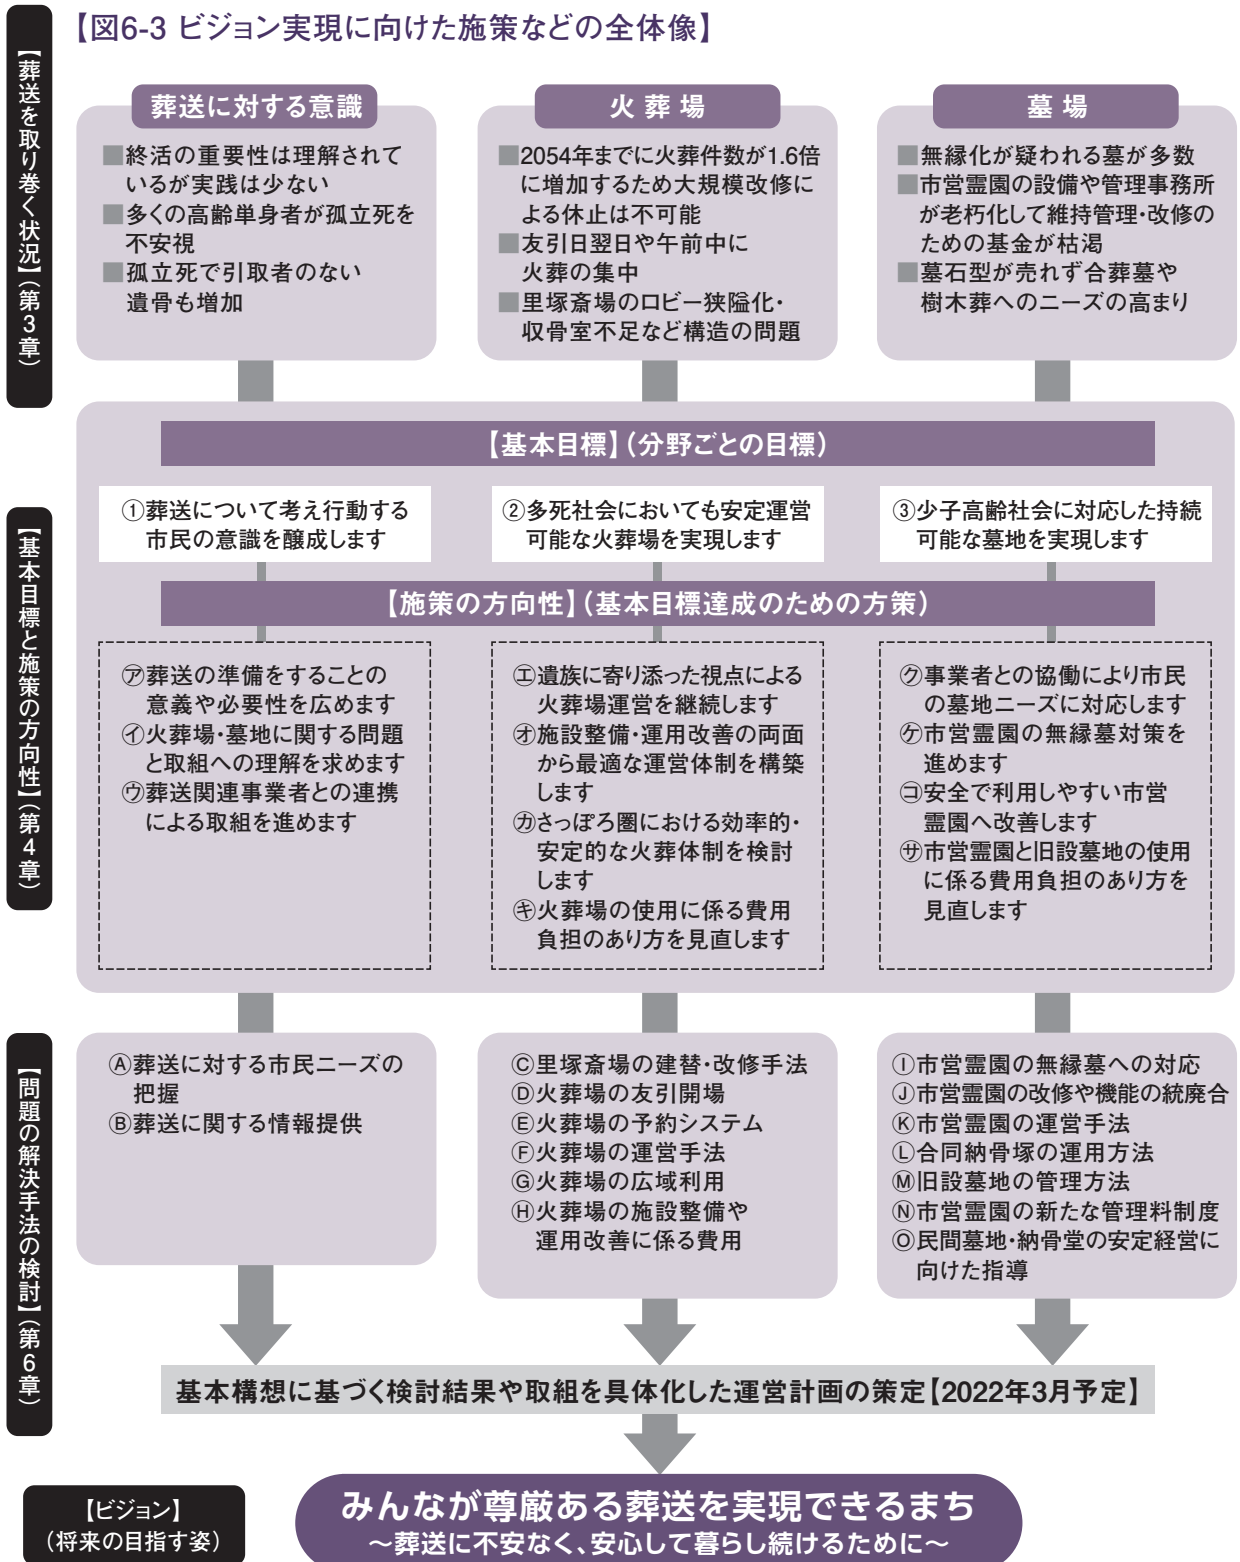 【図6-3 ビジョン実現に向けた施策などの全体像】
【葬送を取り巻く状況】(第3章)
葬送に対する意識
■終活の重要性は理解されて
いるが実践は少ない
■多くの高齢単身者が孤立死を
不安視
■孤立死で引取者のない
遺骨も増加
火葬場
■2054年までに火葬件数が1.6倍
に増加するため大規模改修に
よる休止は不可能
■友引日翌日や午前中に
火葬の集中
■里塚斎場のロビー狭隘化・
収骨室不足など構造の問題
墓場
■無縁化が疑われる墓が多数
■市営霊園の設備や管理事務所
が老朽化して維持管理・改修の
ための基金が枯渇
■墓石型が売れず合葬墓や
樹木葬へのニーズの高まり
【基本目標と施策の方向性】(第4章)
【基本目標】(分野ごとの目標)
①葬送について考え行動する
市民の意識を醸成します
②多死社会においても安定運営
可能な火葬場を実現します
③少子高齢社会に対応した持続
可能な墓地を実現します
【施策の方向性】(基本目標達成のための方策)
㋐葬送の準備をすることの
意義や必要性を広めます
㋑火葬場・墓地に関する問題
と取組への理解を求めます
㋒葬送関連事業者との連携
による取組を進めます
㋓遺族に寄り添った視点による
火葬場運営を継続します
㋔施設整備・運用改善の両面
から最適な運営体制を構築
します
㋕さっぽろ圏における効率的・
安定的な火葬体制を検討
します
㋖火葬場の使用に係る費用
負担のあり方を見直します
㋗事業者との協働により市民
の墓地ニーズに対応します
㋘市営霊園の無縁墓対策を
進めます
㋙安全で利用しやすい市営
霊園へ改善します
㋚市営霊園と旧設墓地の使用
に係る費用負担のあり方を
見直します
【問題の解決手法の検討】(第6章)
Ⓐ葬送に対する市民ニーズの
把握
Ⓑ葬送に関する情報提供
Ⓒ里塚斎場の建替・改修手法
Ⓓ火葬場の友引開場
Ⓔ火葬場の予約システム
Ⓕ火葬場の運営手法
Ⓖ火葬場の広域利用
Ⓗ火葬場の施設整備や
運用改善に係る費用
Ⓘ市営霊園の無縁墓への対応
Ⓙ市営霊園の改修や機能の統廃合
Ⓚ市営霊園の運営手法
Ⓛ合同納骨塚の運用方法
Ⓜ旧設墓地の管理方法
Ⓝ市営霊園の新たな管理料制度
Ⓞ民間墓地・納骨堂の安定経営に
向けた指導
基本構想に基づく検討結果や取組を具体化した運営計画の策定【2022年3月予定】
【ビジョン】
(将来の目指す姿)
みんなが尊厳ある葬送を実現できるまち
～葬送に不安なく、安心して暮らし続けるために～